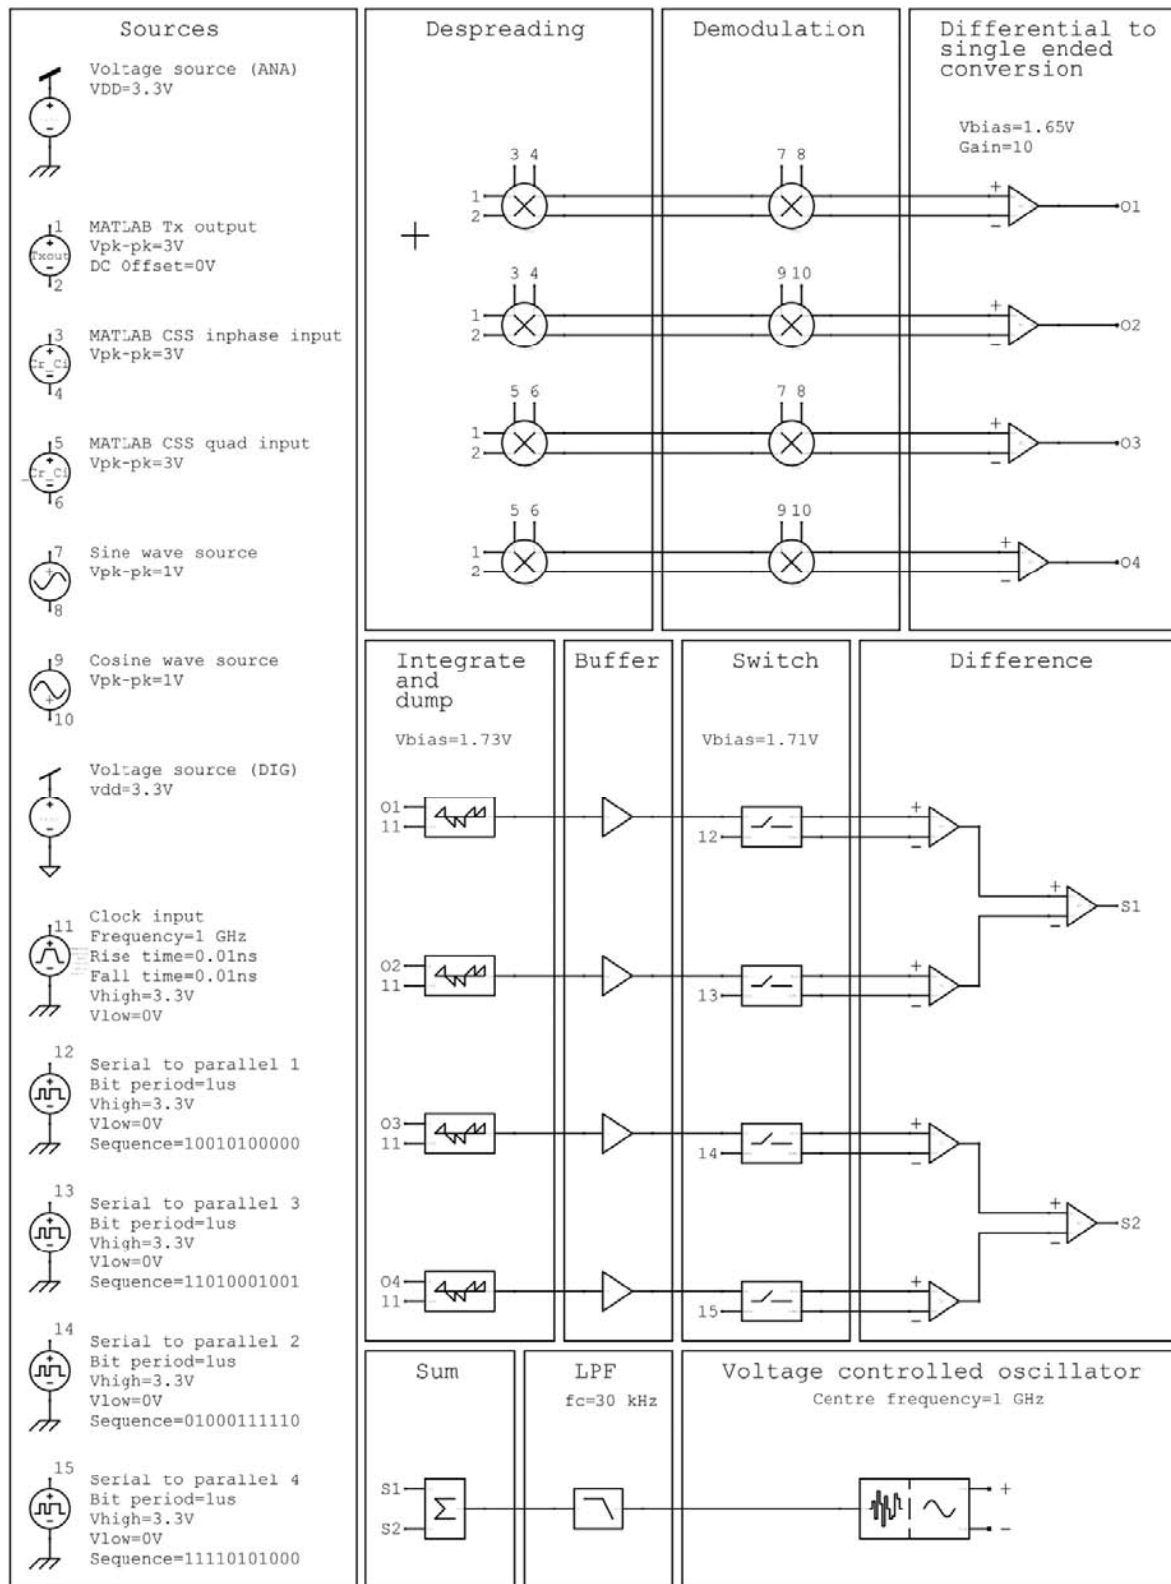 Sources
Voltage source (ANA)
VDD=3.3V
1
MATLAB Tx output
Vpk-pk=3V
DC Offset=0V
Txout
2
3
MATLAB CSS inphase input
Vpk-pk=3V
Cr_Ci
4
5
MATLAB CSS quad input
Vpk-pk=3V
_Cr_Ci
6
7
Sine wave source
Vpk-pk=1V
8
9
Cosine wave source
Vpk-pk=1V
10
Voltage source (DIG)
vdd=3.3V
11
Clock input
Frequency=1 GHz
Rise time=0.01ns
Fall time=0.01ns
Vhigh=3.3V
Vlow=0V
12
Serial to parallel 1
Bit period=1us
Vhigh=3.3V
Vlow=0V
Sequence=10010100000
13
Serial to parallel 3
Bit period=1us
Vhigh=3.3V
Vlow=0V
Sequence=11010001001
14
Serial to parallel 2
Bit period=1us
Vhigh=3.3V
Vlow=0V
Sequence=01000111110
15
Serial to parallel 4
Bit period=1us
Vhigh=3.3V
Vlow=0V
Sequence=11110101000
Despreading
3 4
1
2
3 4
1
2
5 6
1
2
5 6
1
2
Demodulation
7 8
9 10
7 8
9 10
Differential to
single ended
conversion
Vbias=1.65V
Gain=10
+
−
O1
+
−
O2
+
−
O3
+
−
O4
Integrate
and
dump
Vbias=1.73V
O1
11
O2
11
O3
11
O4
11
Buffer
Switch
Vbias=1.71V
12
13
14
15
Difference
+
−
+
−
S1
+
−
+
−
+
−
S2
+
−
Sum
S1
S2
Σ
LPF
fc=30 kHz
Voltage controlled oscillator
Centre frequency=1 GHz
+
−